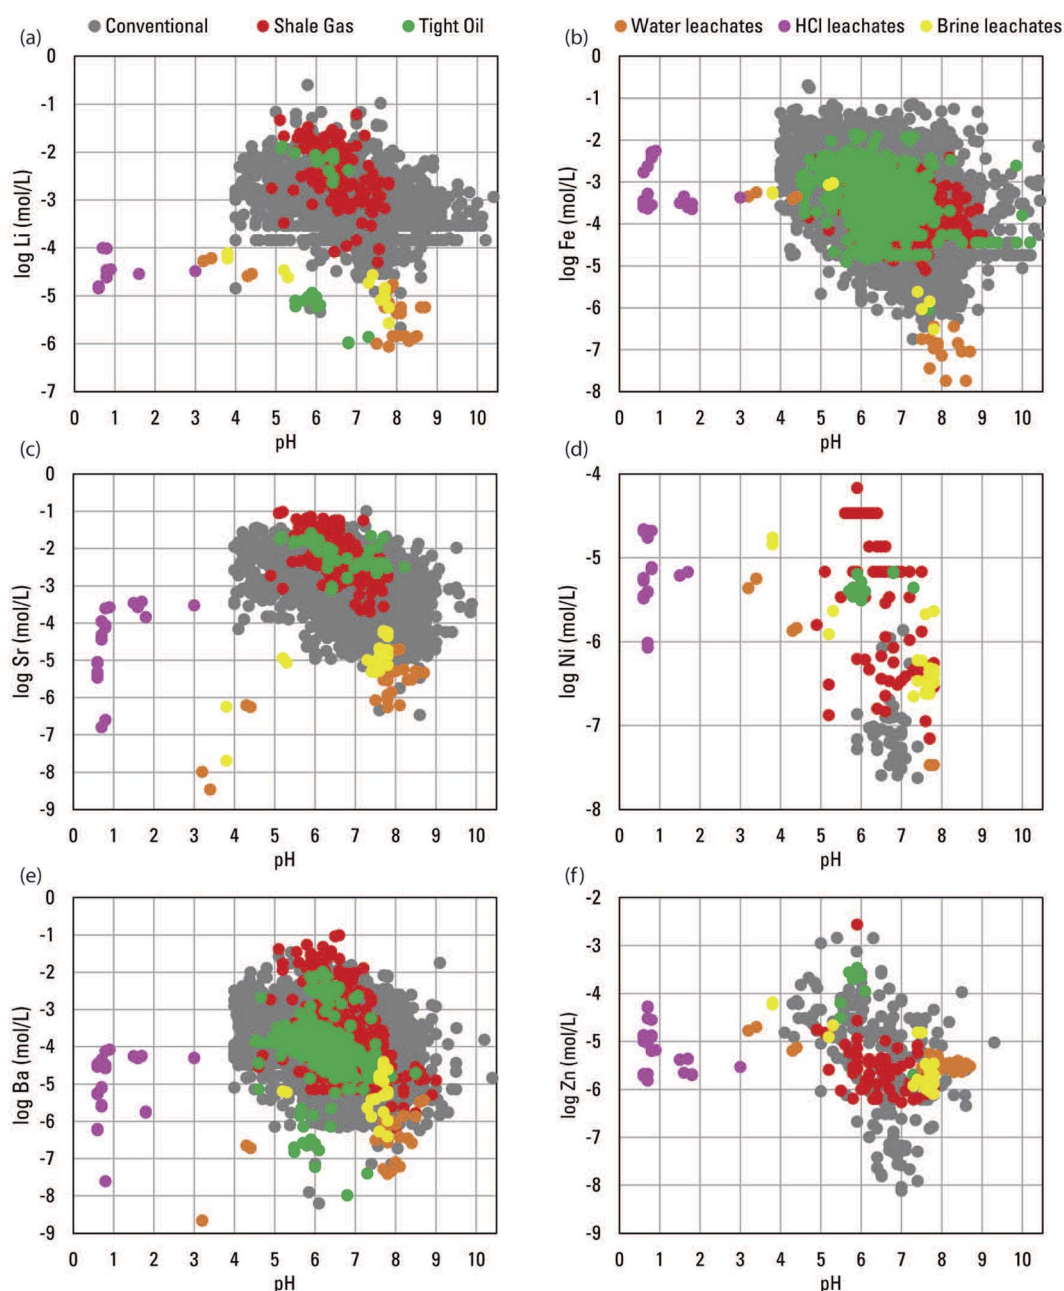 Conventional Shale Gas Tight Oil Water leachates HCl leachates Brine leachates
(a)
0
-1
-2
-3
-4
-5
-6
-7
log Li (mol/L)
0 1 2 3 4 5 6 7 8 9 10
pH
(b)
0
-1
-2
-3
-4
-5
-6
-7
-8
log Fe (mol/L)
0 1 2 3 4 5 6 7 8 9 10
pH
(c)
0
-1
-2
-3
-4
-5
-6
-7
-8
-9
log Sr (mol/L)
0 1 2 3 4 5 6 7 8 9 10
pH
(d)
-4
-5
-6
-7
-8
log Ni (mol/L)
0 1 2 3 4 5 6 7 8 9 10
pH
(e)
0
-1
-2
-3
-4
-5
-6
-7
-8
-9
log Ba (mol/L)
0 1 2 3 4 5 6 7 8 9 10
pH
(f)
-2
-3
-4
-5
-6
-7
-8
-9
log Zn (mol/L)
0 1 2 3 4 5 6 7 8 9 10
pH